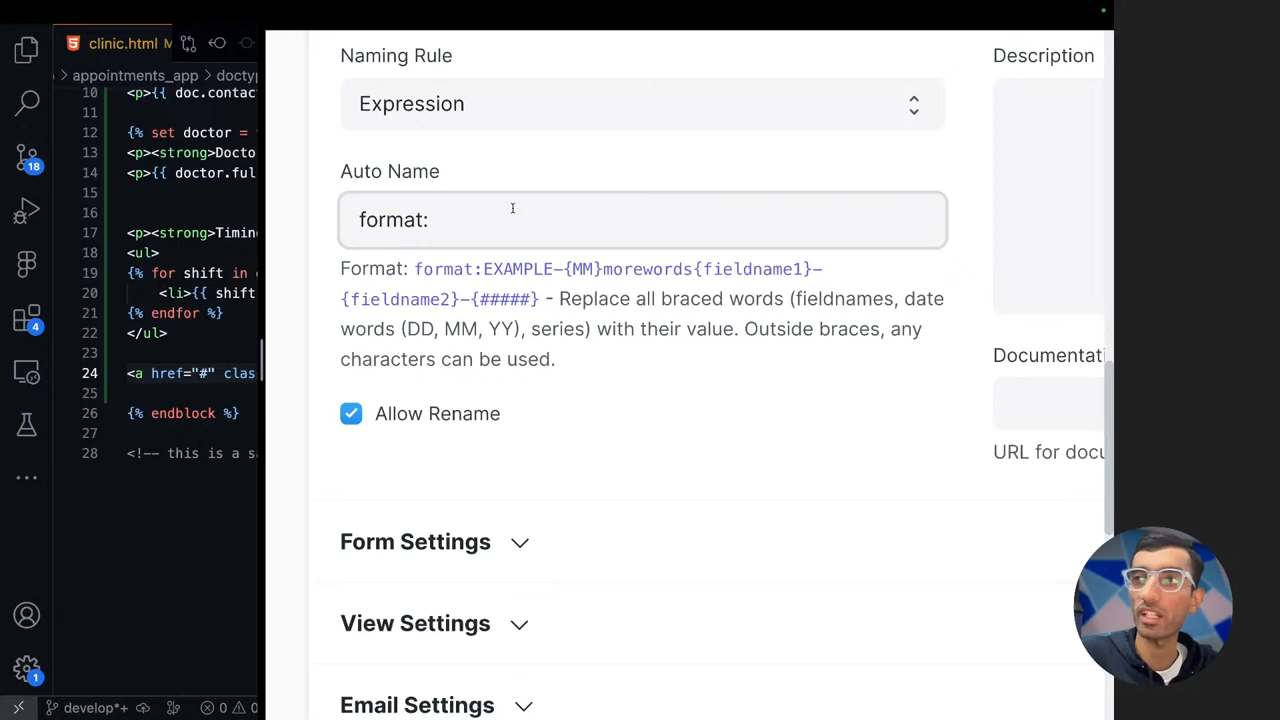 clinic.html M
appointments_app > doctyp
10 <p>{{ doc.contac
11
12 {% set doctor =
13 <p><strong>Docto
14 <p>{{ doctor.ful
15
16
17 <p><strong>Timin
18 <ul>
19 {% for shift in
20 <li>{{ shift
21 {% endfor %}
22 </ul>
23
24 <a href="#" clas
25
26 {% endblock %}
27
28 <!-- this is a s
18
4
1
develop*+
0 0
Naming Rule
Expression
Auto Name
format:
Format: format:EXAMPLE-{MM}morewords{fieldname1}-
{fieldname2}-{#####} - Replace all braced words (fieldnames, date
words (DD, MM, YY), series) with their value. Outside braces, any
characters can be used.
Allow Rename
Form Settings
View Settings
Email Settings
Description
Documentati
URL for docu